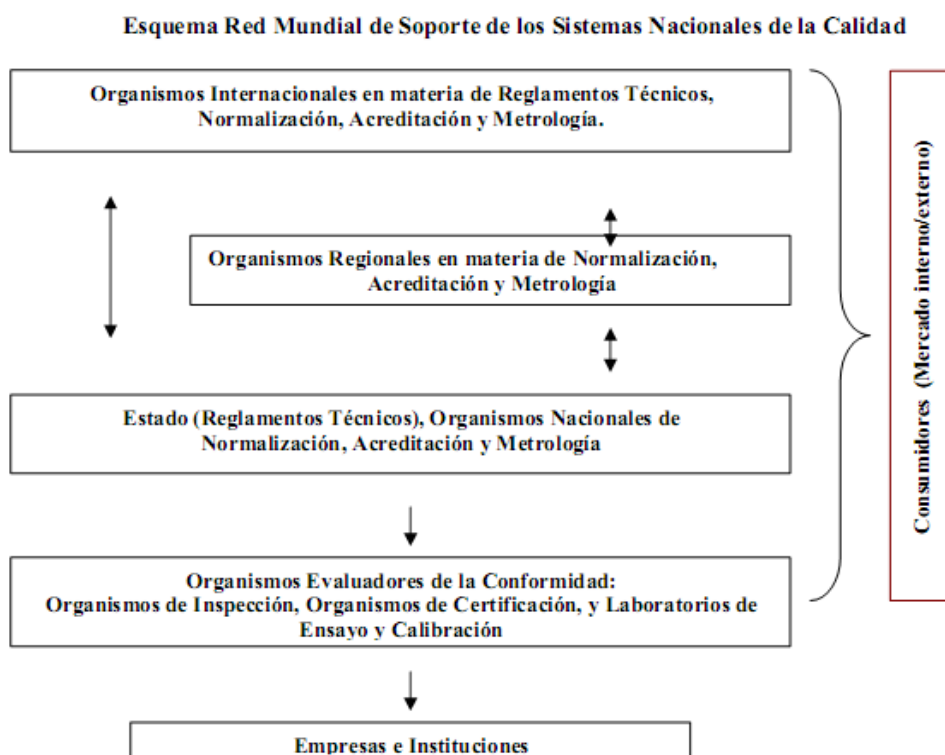 Esquema Red Mundial de Soporte de los Sistemas Nacionales de la Calidad
Organismos Internacionales en materia de Reglamentos Técnicos,
Normalización, Acreditación y Metrología.
Organismos Regionales en materia de Normalización,
Acreditación y Metrología
Estado (Reglamentos Técnicos), Organismos Nacionales de
Normalización, Acreditación y Metrología
Organismos Evaluadores de la Conformidad:
Organismos de Inspección, Organismos de Certificación, y Laboratorios de
Ensayo y Calibración
Empresas e Instituciones
Consumidores (Mercado interno/externo)